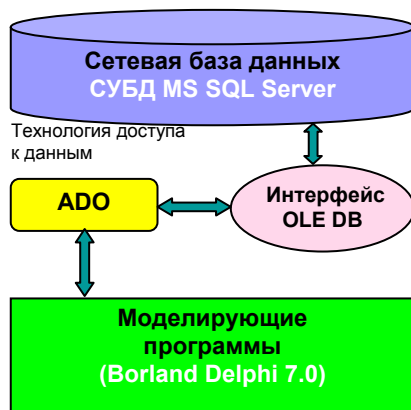 Сетевая база данных
СУБД MS SQL Server
Технология доступа
к данным
ADO
Интерфейс
OLE DB
Моделирующие
программы
(Borland Delphi 7.0)